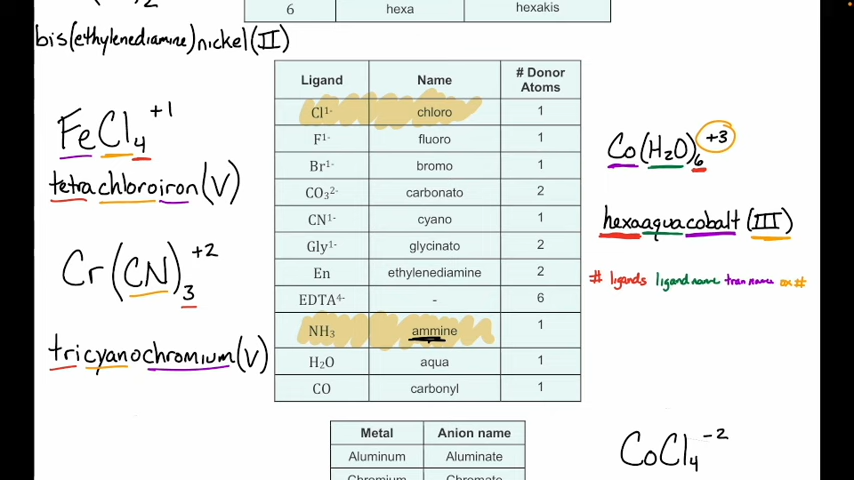 2
6 hexa hexakis
bis(ethylenediamine)nickel(II)
Ligand Name # Donor Atoms
Cl¹⁻ chloro 1
F¹⁻ fluoro 1
Br¹⁻ bromo 1
CO₃²⁻ carbonato 2
CN¹⁻ cyano 1
Gly¹⁻ glycinato 2
En ethylenediamine 2
EDTA⁴⁻ - 6
NH₃ ammine 1
H₂O aqua 1
CO carbonyl 1
FeCl₄⁺¹
tetrachloroiron(V)
Cr(CN)₃⁺²
tricyanochromium(V)
Co(H₂O)₆⁺³
hexaaquacobalt(III)
# ligands ligand name tran name ox #
CoCl₄⁻²
Metal Anion name
Aluminum Aluminate
Chromium Chromate